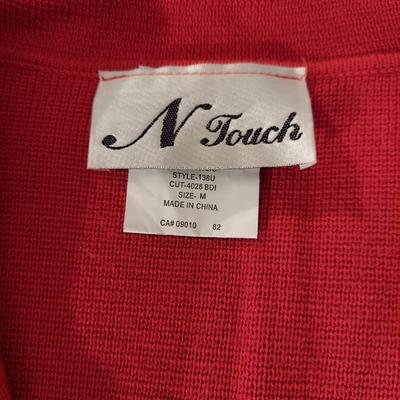 N Touch
STYLE-138U
CUT-4028 BDI
SIZE- M
MADE IN CHINA
CA# 09010 82